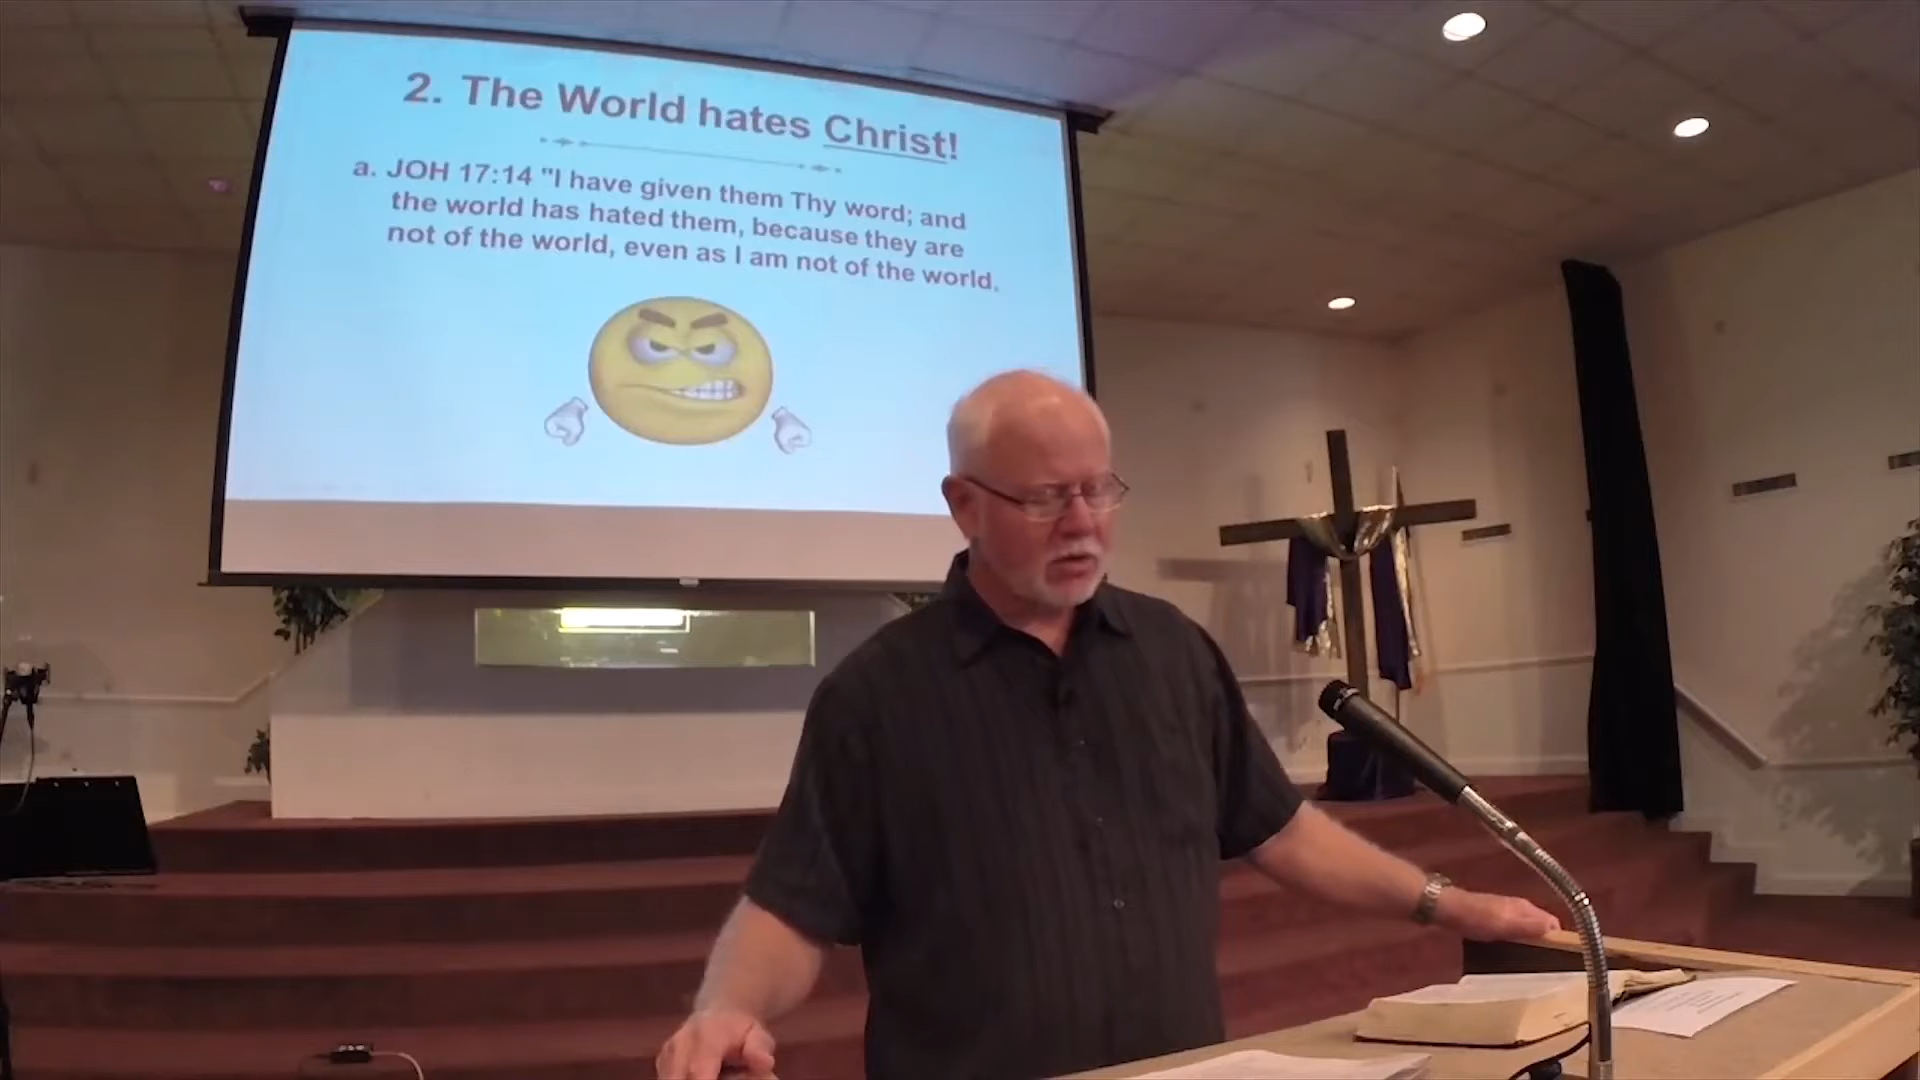 2. The World hates Christ!
a. JOH 17:14 "I have given them Thy word; and
the world has hated them, because they are
not of the world, even as I am not of the world.